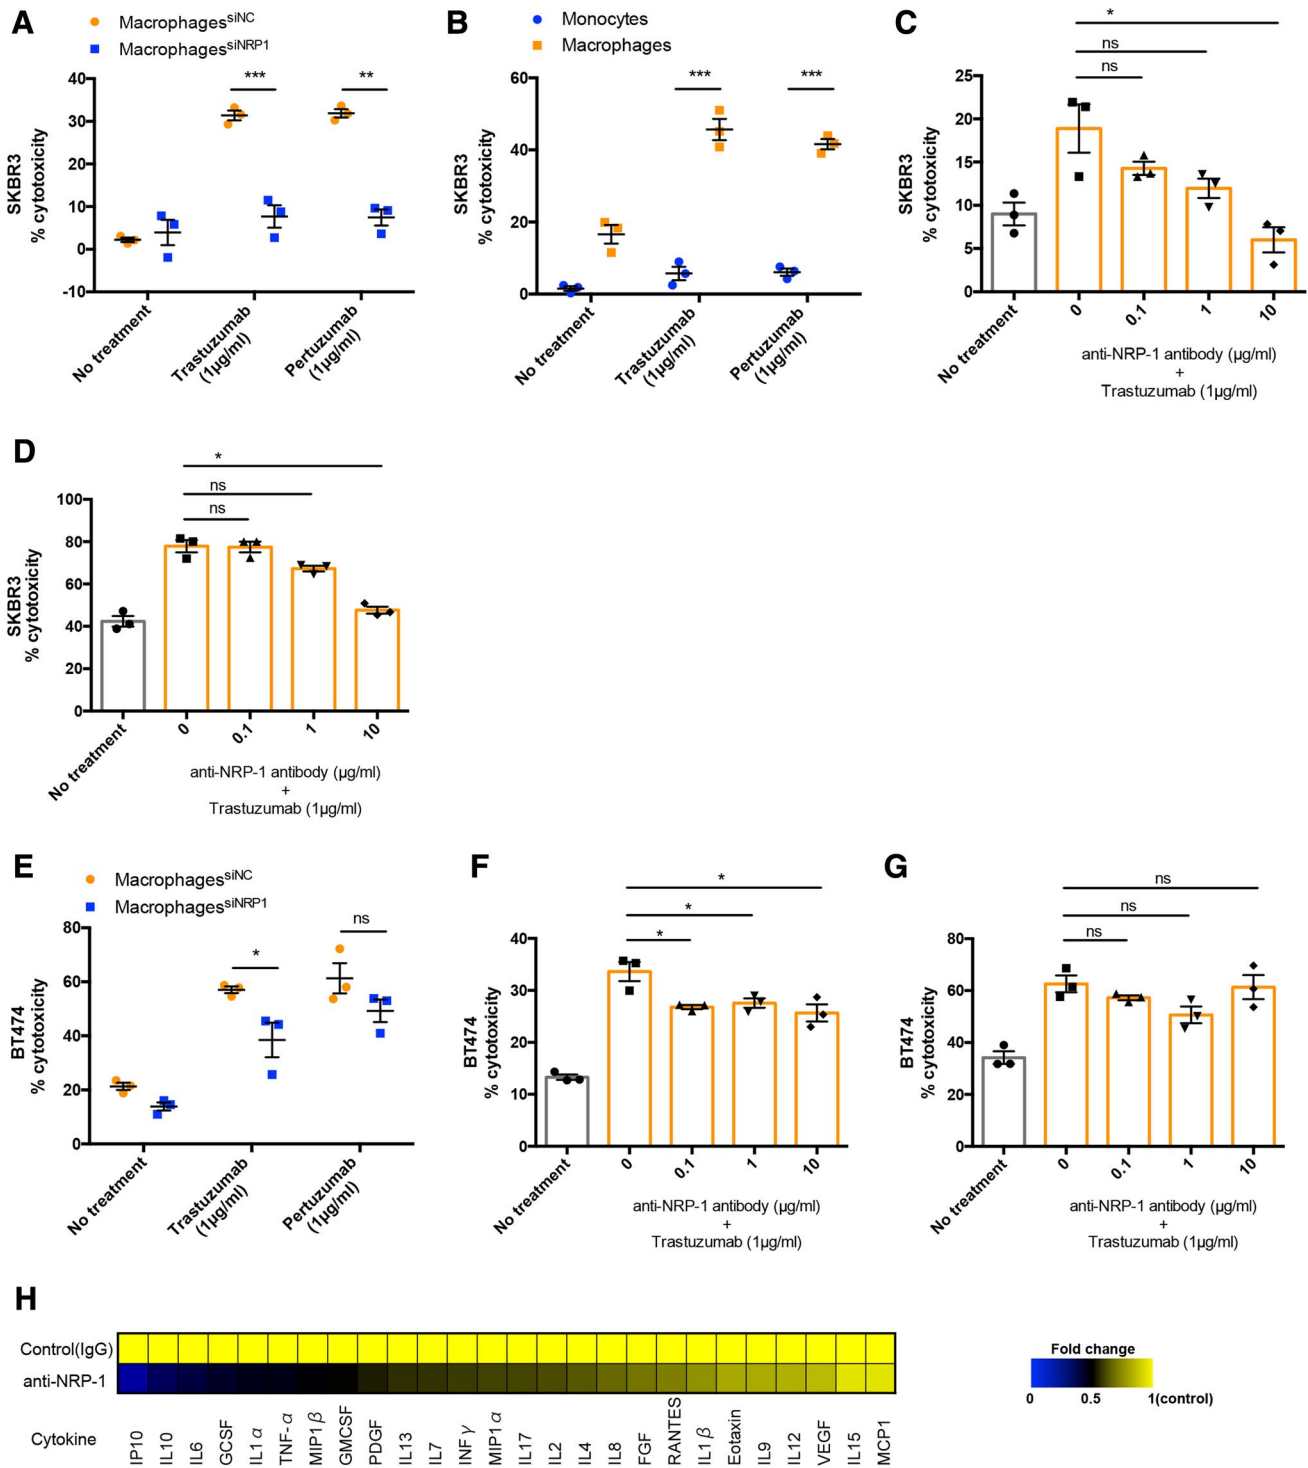 A
Macrophages^siNC
Macrophages^siNRP1
SKBR3
% cytotoxicity
40
30
20
10
0
-10
***
**
No treatment
Trastuzumab
(1µg/ml)
Pertuzumab
(1µg/ml)
B
Monocytes
Macrophages
SKBR3
% cytotoxicity
60
40
20
0
***
***
No treatment
Trastuzumab
(1µg/ml)
Pertuzumab
(1µg/ml)
C
*
ns
ns
SKBR3
% cytotoxicity
25
20
15
10
5
0
No treatment
0
0.1
1
10
anti-NRP-1 antibody (µg/ml)
+
Trastuzumab (1µg/ml)
D
*
ns
ns
SKBR3
% cytotoxicity
100
80
60
40
20
0
No treatment
0
0.1
1
10
anti-NRP-1 antibody (µg/ml)
+
Trastuzumab (1µg/ml)
E
Macrophages^siNC
Macrophages^siNRP1
BT474
% cytotoxicity
80
60
40
20
0
*
ns
No treatment
Trastuzumab
(1µg/ml)
Pertuzumab
(1µg/ml)
F
*
*
*
BT474
% cytotoxicity
40
30
20
10
0
No treatment
0
0.1
1
10
anti-NRP-1 antibody (µg/ml)
+
Trastuzumab (1µg/ml)
G
ns
ns
ns
BT474
% cytotoxicity
80
60
40
20
0
No treatment
0
0.1
1
10
anti-NRP-1 antibody (µg/ml)
+
Trastuzumab (1µg/ml)
H
Control(IgG)
anti-NRP-1
Cytokine
IP10
IL10
IL6
GCSF
IL1α
TNF-α
MIP1β
GMCSF
PDGF
IL13
IL7
INFγ
MIP1α
IL17
IL2
IL4
IL8
FGF
RANTES
IL1β
Eotaxin
IL9
IL12
VEGF
IL15
MCP1
Fold change
0
0.5
1(control)